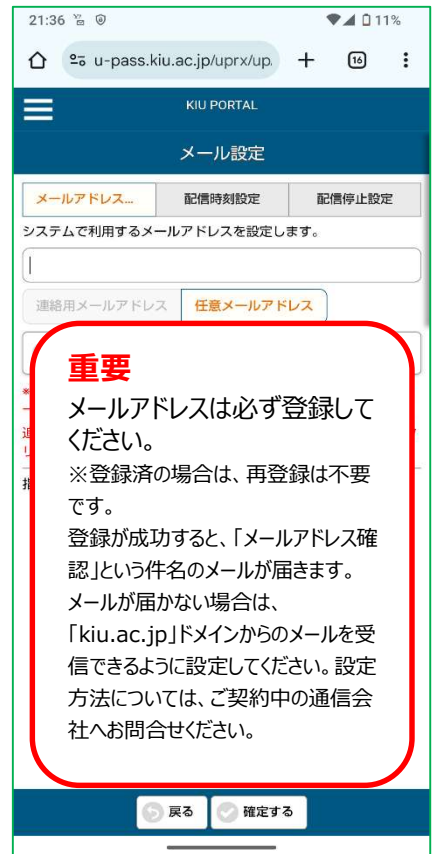 21:36 11%
u-pass.kiu.ac.jp/uprx/up. 16
KIU PORTAL
メール設定
メールアドレス... 配信時刻設定 配信停止設定
システムで利用するメールアドレスを設定します。
連絡用メールアドレス 任意メールアドレス
重要
メールアドレスは必ず登録して
ください。
※登録済の場合は、再登録は不要
です。
登録が成功すると、「メールアドレス確
認」という件名のメールが届きます。
メールが届かない場合は、
「kiu.ac.jp」ドメインからのメールを受
信できるように設定してください。設定
方法については、ご契約中の通信会
社へお問合せください。
戻る 確定する